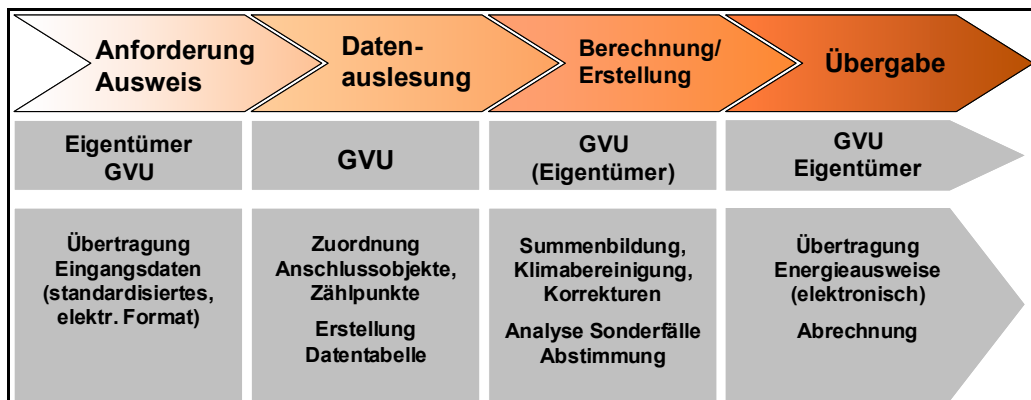 Anforderung
Ausweis
Daten-
auslesung
Berechnung/
Erstellung
Übergabe
Eigentümer
GVU
GVU
GVU
(Eigentümer)
GVU
Eigentümer
Übertragung
Eingangsdaten
(standardisiertes,
elektr. Format)
Zuordnung
Anschlussobjekte,
Zählpunkte
Erstellung
Datentabelle
Summenbildung,
Klimabereinigung,
Korrekturen
Analyse Sonderfälle
Abstimmung
Übertragung
Energieausweise
(elektronisch)
Abrechnung